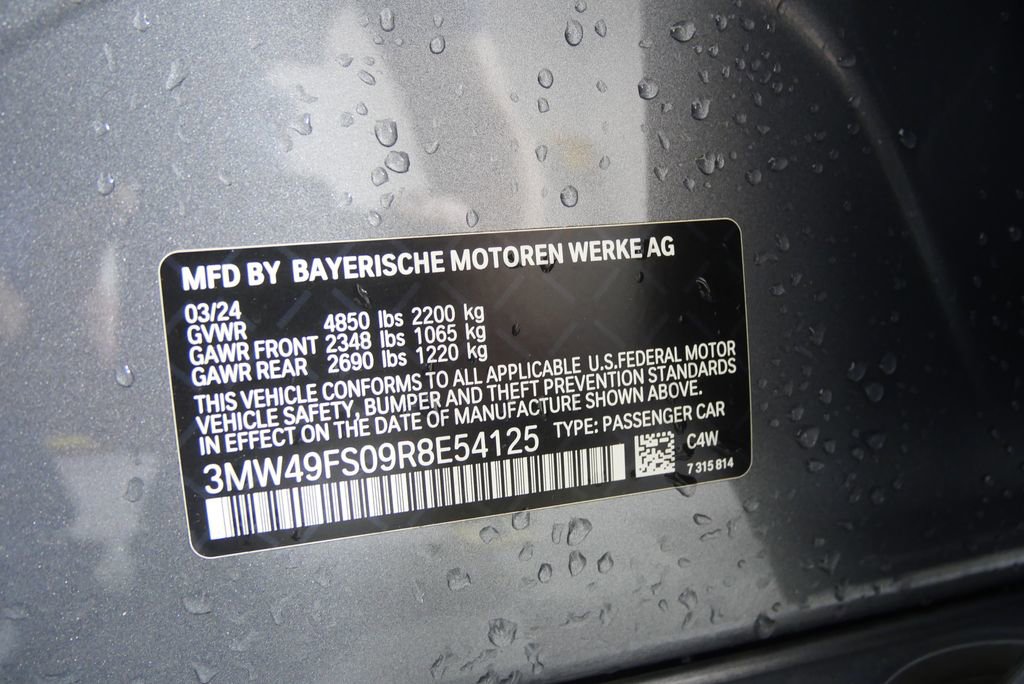 MFD BY BAYERISCHE MOTOREN WERKE AG
03/24
GVWR 4850 lbs 2200 kg
GAWR FRONT 2348 lbs 1065 kg
GAWR REAR 2690 lbs 1220 kg
THIS VEHICLE CONFORMS TO ALL APPLICABLE U.S.FEDERAL MOTOR
VEHICLE SAFETY, BUMPER AND THEFT PREVENTION STANDARDS
IN EFFECT ON THE DATE OF MANUFACTURE SHOWN ABOVE.
TYPE: PASSENGER CAR
3MW49FS09R8E54125
C4W
7 315 814